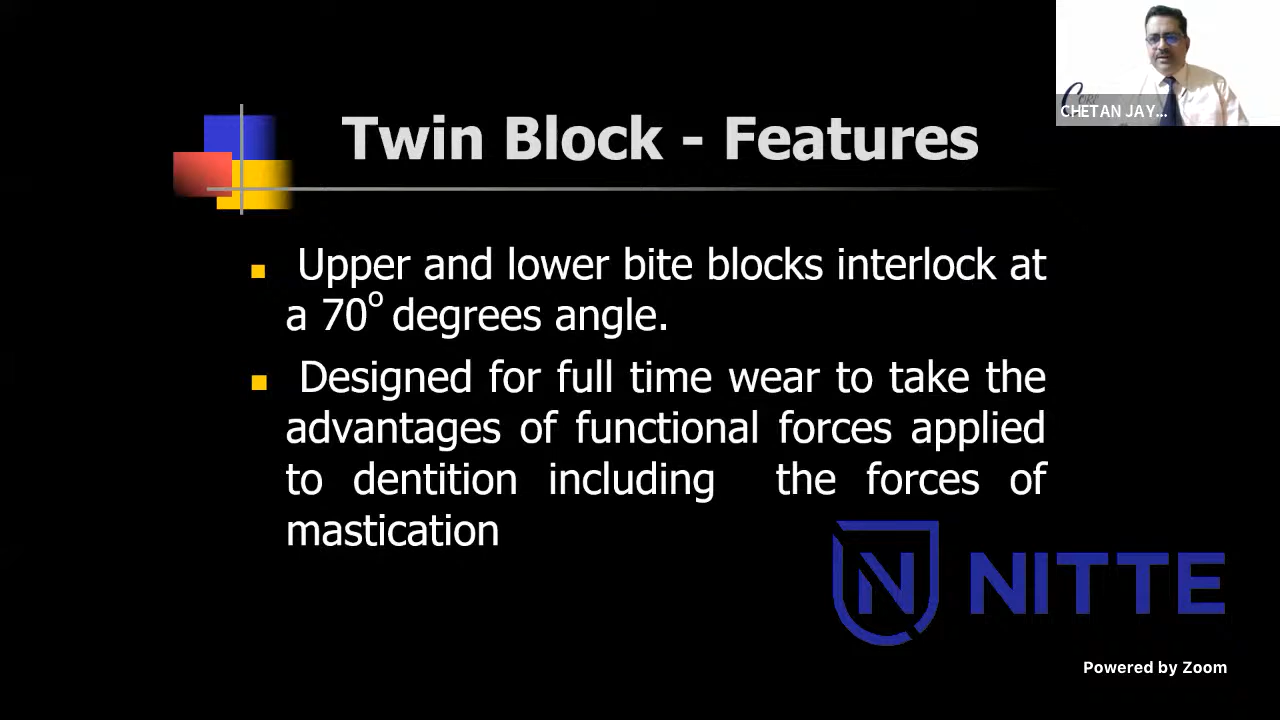 CHETAN JAY...
Twin Block - Features
Upper and lower bite blocks interlock at
a 70° degrees angle.
Designed for full time wear to take the
advantages of functional forces applied
to dentition including the forces of
mastication
N NITTE
Powered by Zoom